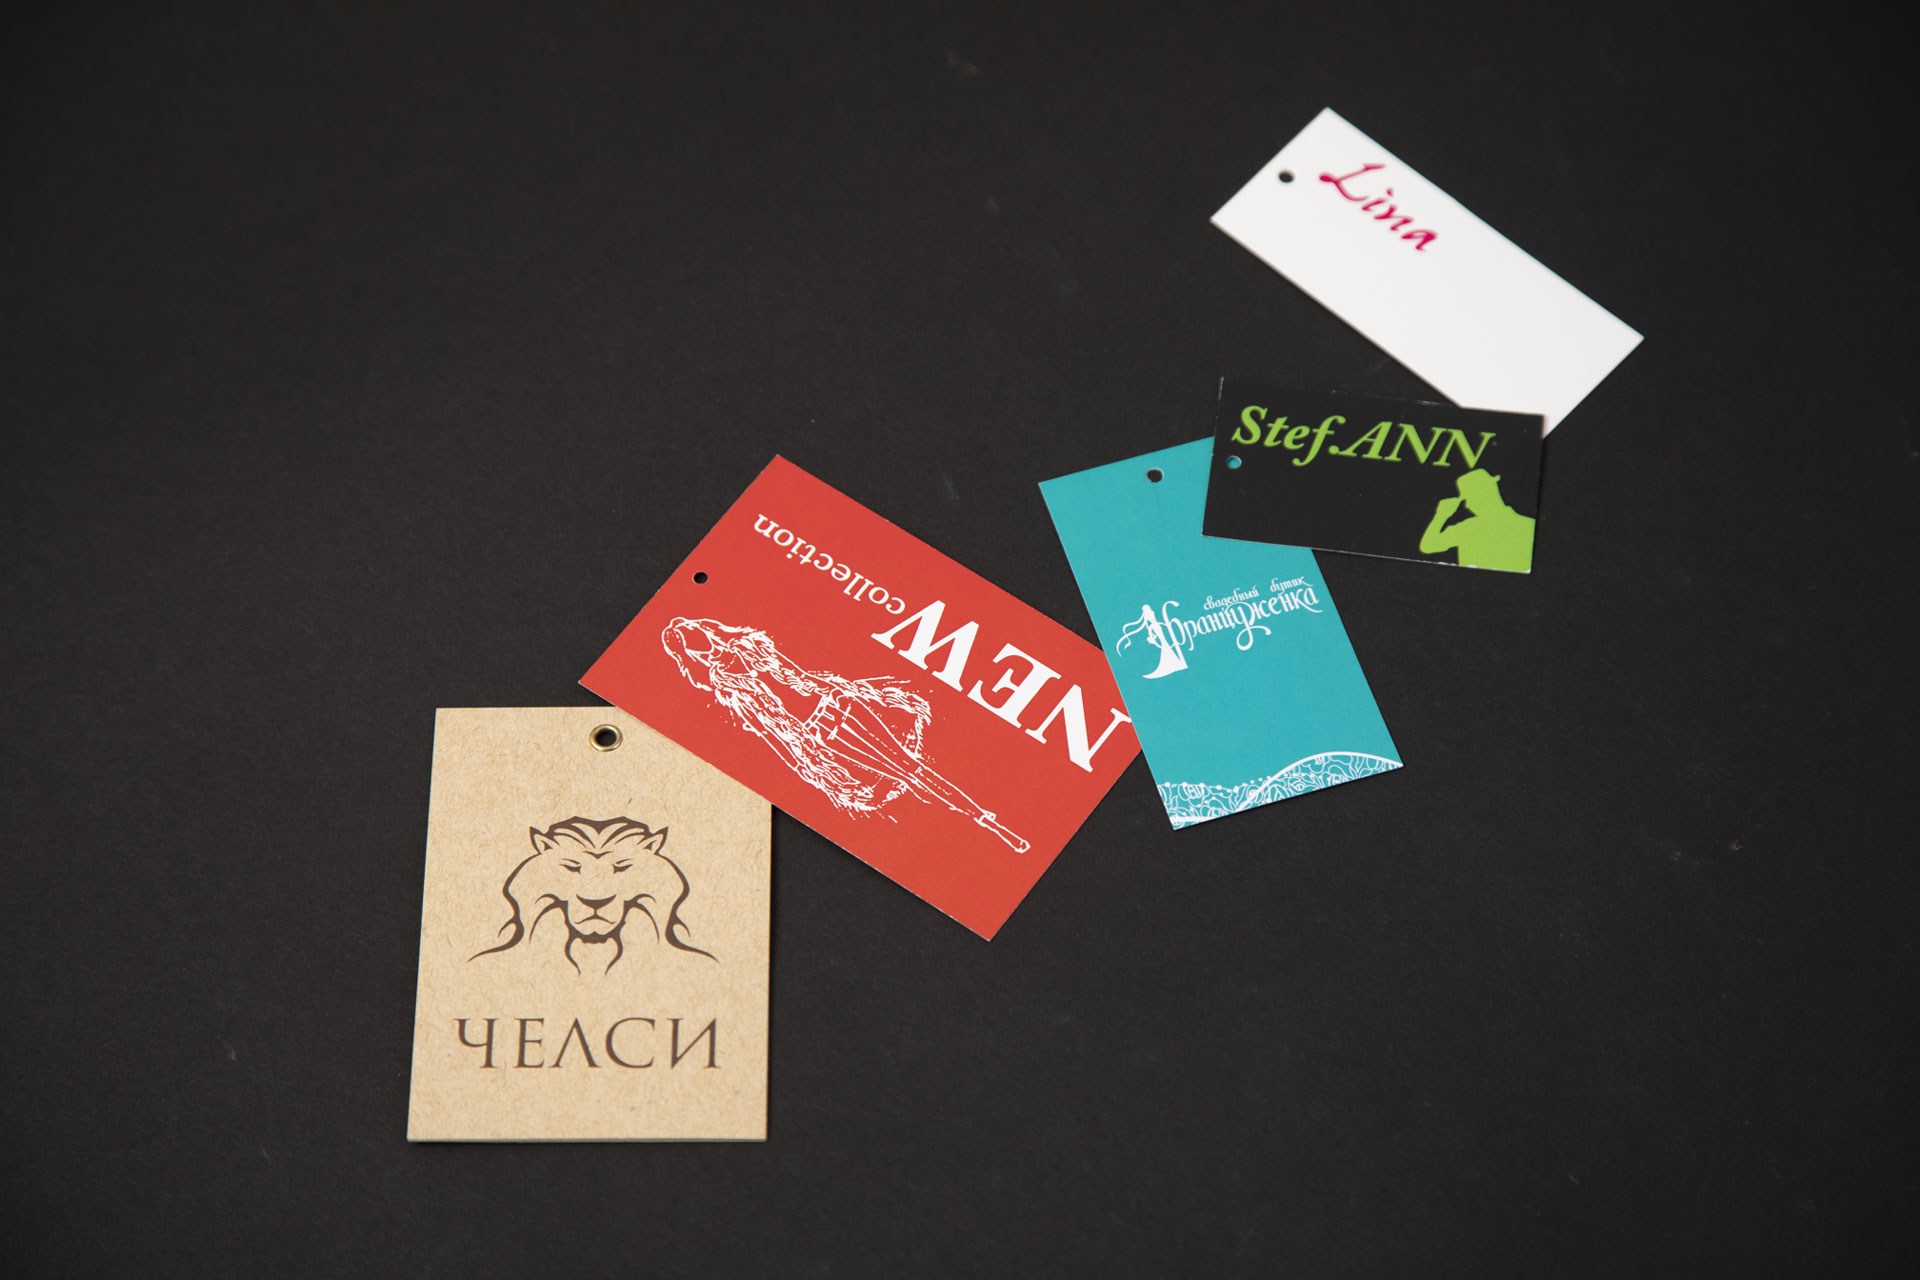 Lina
Stef.ANN
свадебный бутик
Француженка
NEW
collection
ЧЕЛСИ